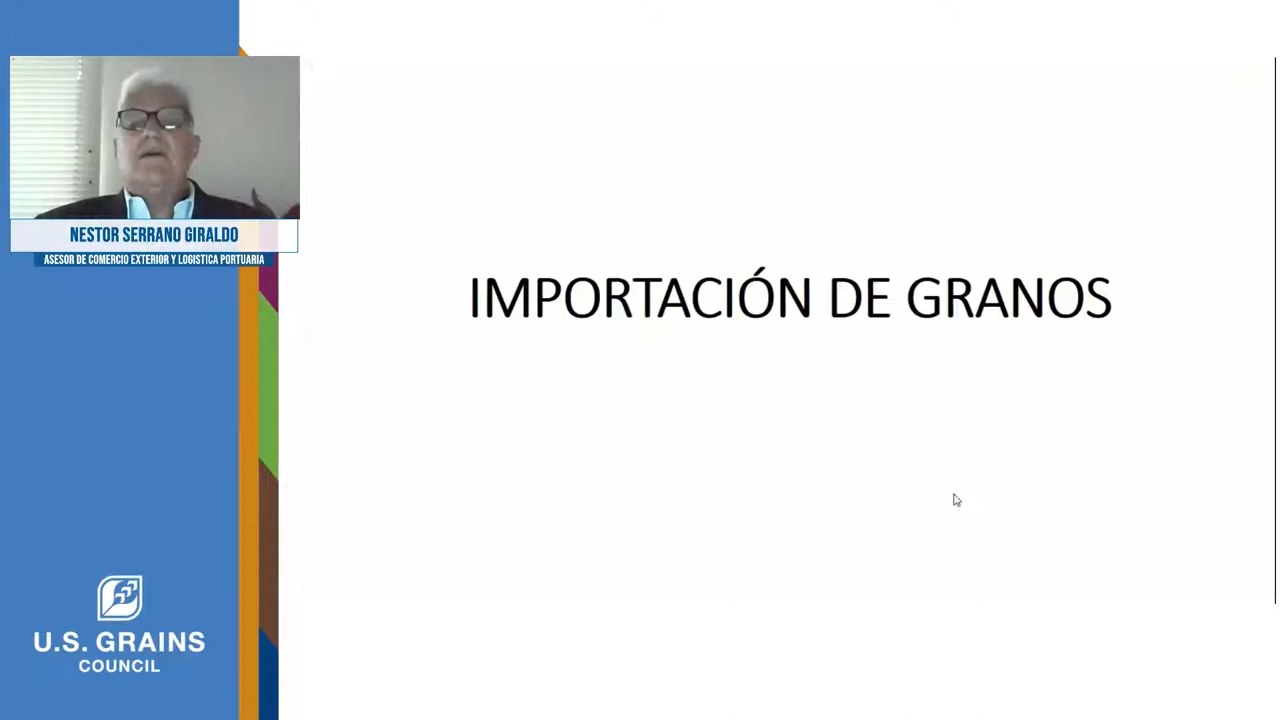 NESTOR SERRANO GIRALDO
ASESOR DE COMERCIO EXTERIOR Y LOGISTICA PORTUARIA
IMPORTACIÓN DE GRANOS
U.S. GRAINS
COUNCIL